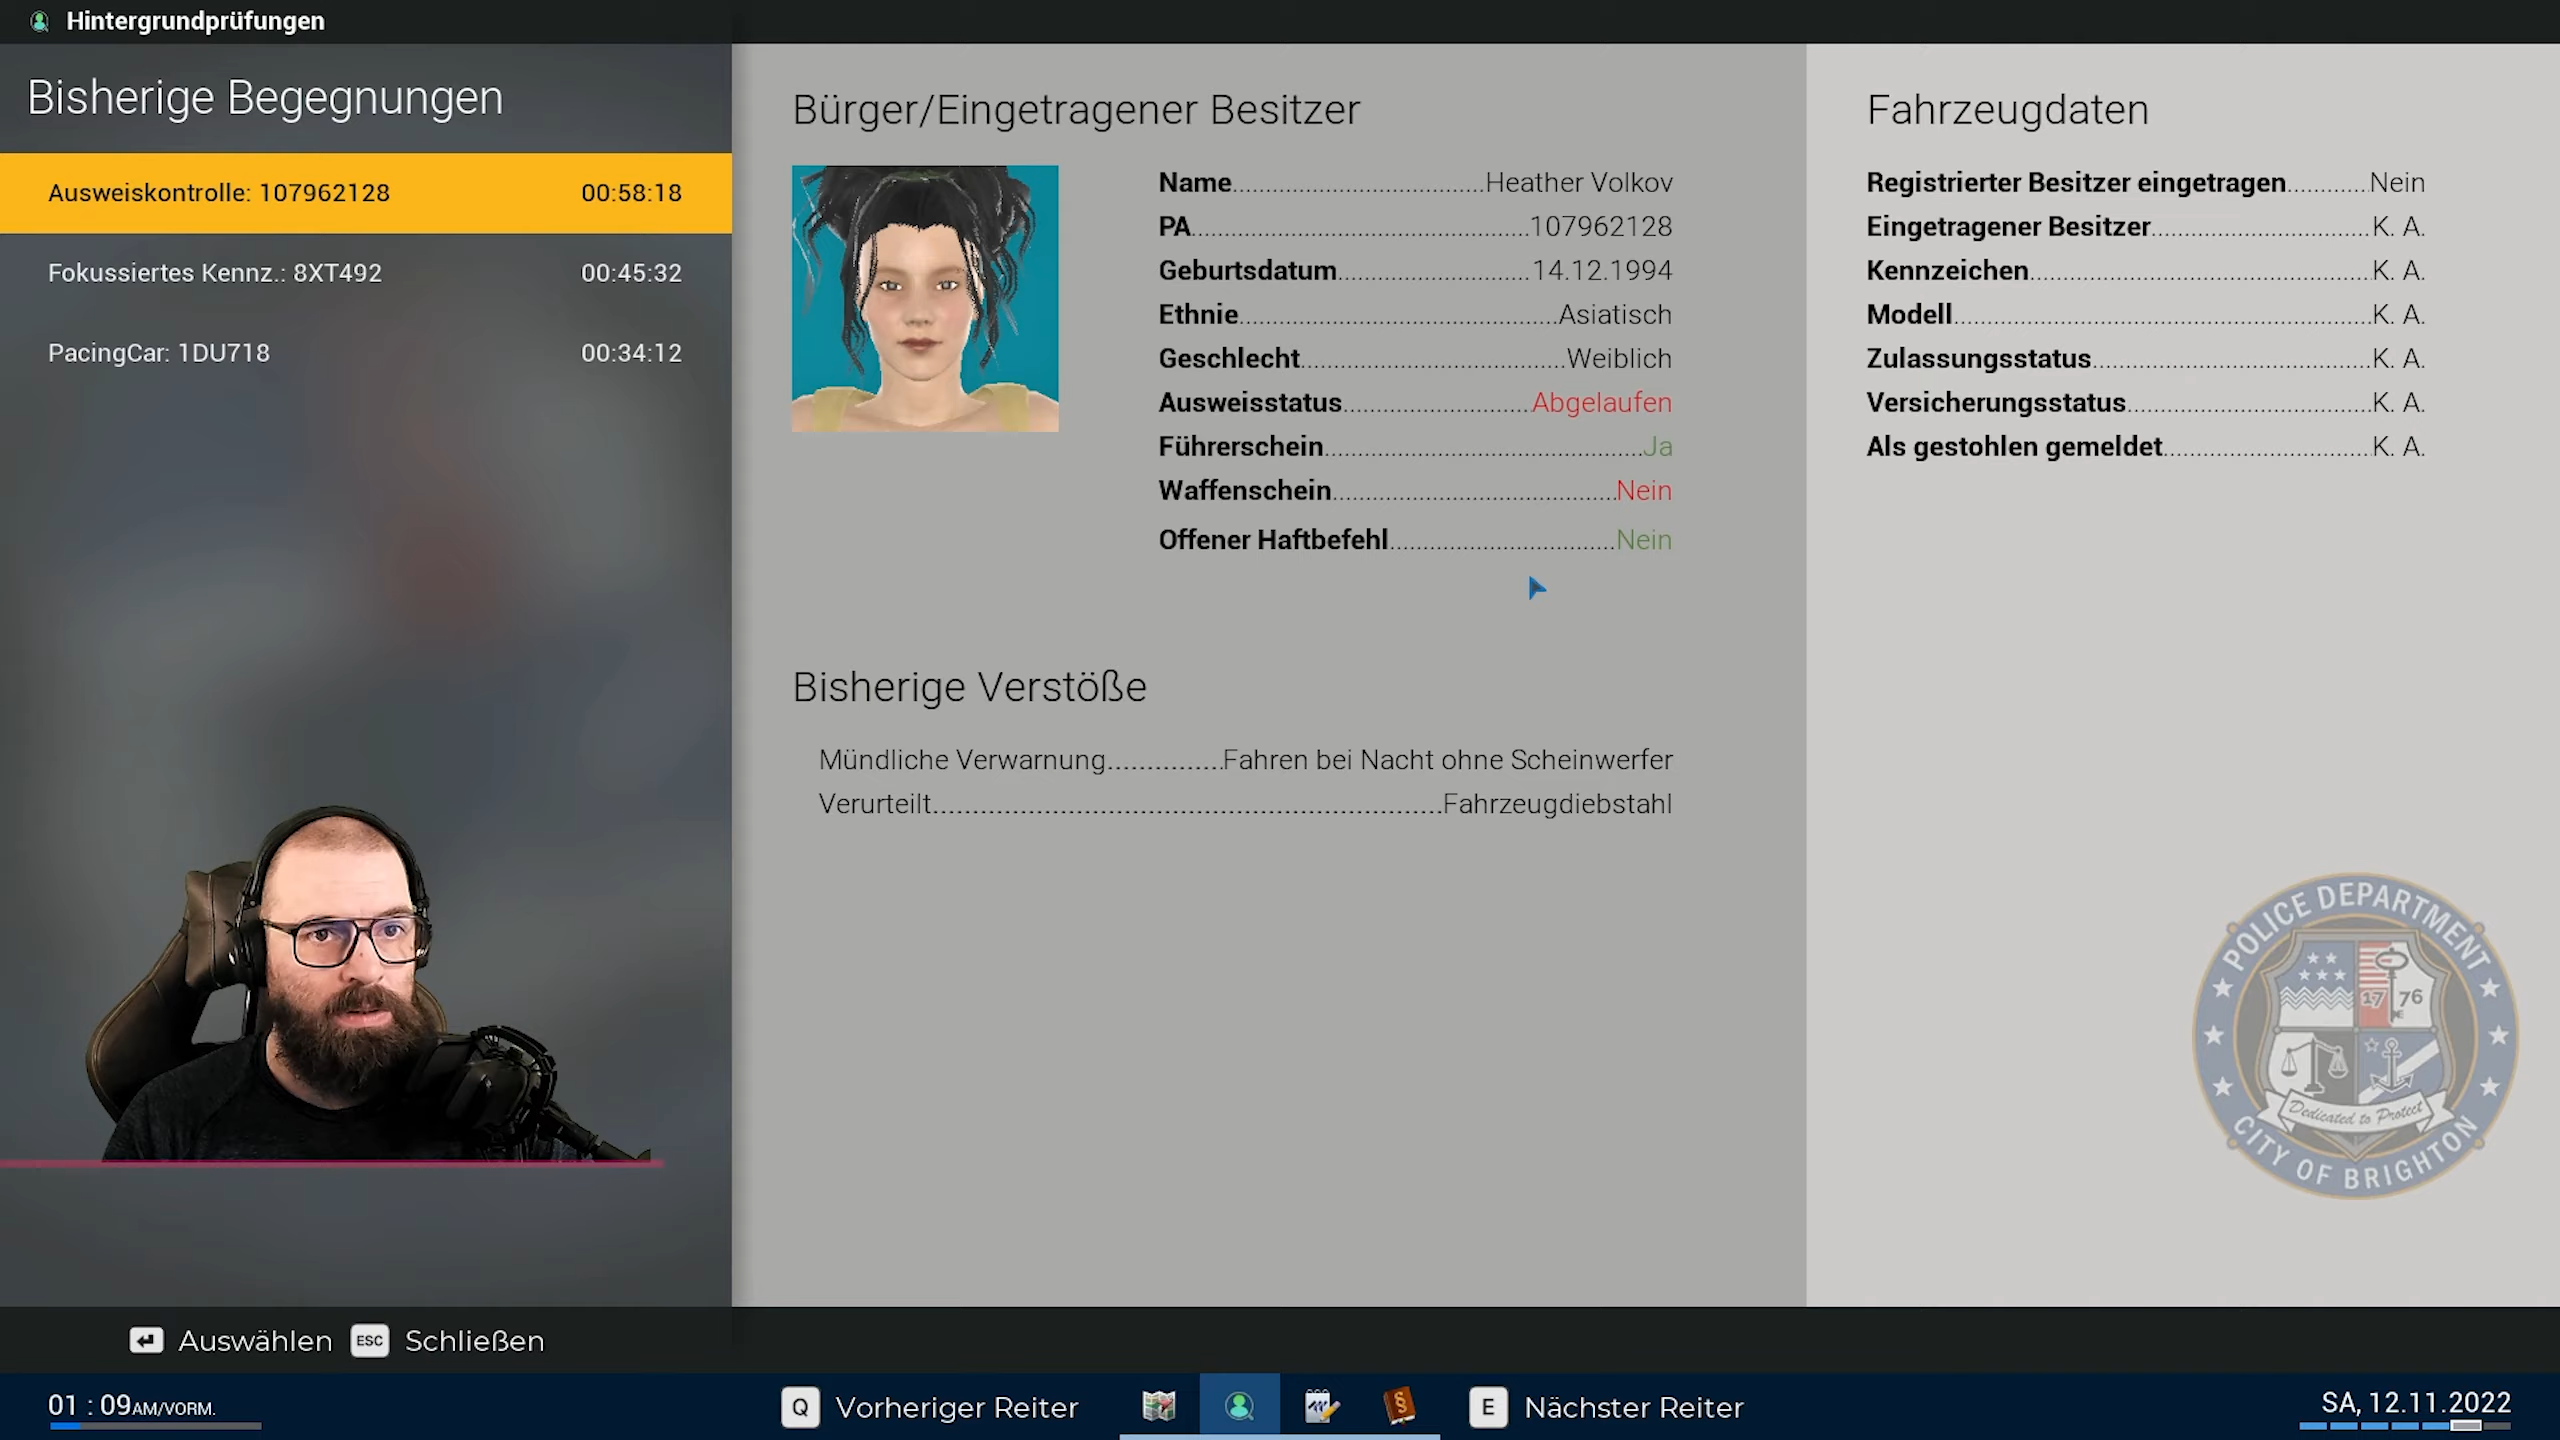 Hintergrundprüfungen
Bisherige Begegnungen
Ausweiskontrolle: 107962128 00:58:18
Fokussiertes Kennz.: 8XT492 00:45:32
PacingCar: 1DU718 00:34:12
Bürger/Eingetragener Besitzer
Name Heather Volkov
PA 107962128
Geburtsdatum 14.12.1994
Ethnie Asiatisch
Geschlecht Weiblich
Ausweisstatus Abgelaufen
Führerschein Ja
Waffenschein Nein
Offener Haftbefehl Nein
Bisherige Verstöße
Mündliche Verwarnung Fahren bei Nacht ohne Scheinwerfer
Verurteilt Fahrzeugdiebstahl
Fahrzeugdaten
Registrierter Besitzer eingetragen Nein
Eingetragener Besitzer K. A.
Kennzeichen K. A.
Modell K. A.
Zulassungsstatus K. A.
Versicherungsstatus K. A.
Als gestohlen gemeldet K. A.
POLICE DEPARTMENT
17 76
Dedicated to Protect
CITY OF BRIGHTON
Auswählen ESC Schließen
01 : 09 AM/VORM.
Q Vorheriger Reiter
§
E Nächster Reiter
SA, 12.11.2022